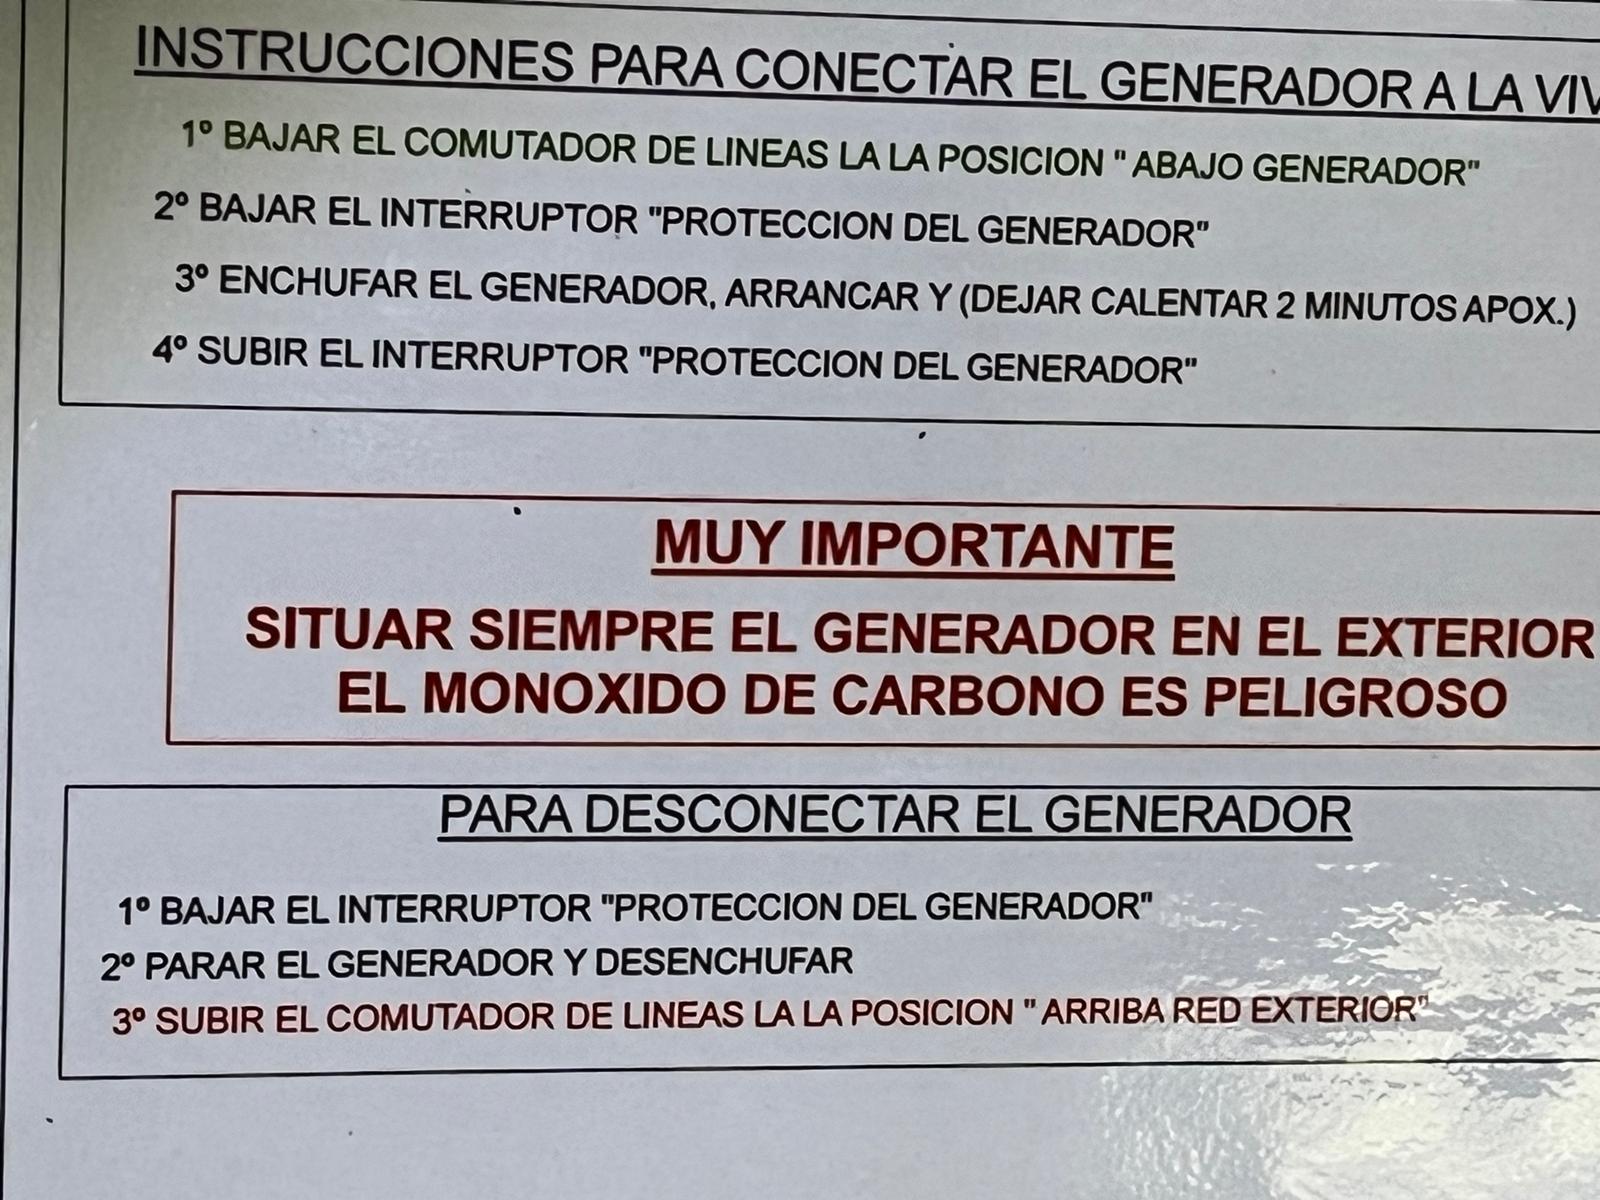 INSTRUCCIONES PARA CONECTAR EL GENERADOR A LA
1º BAJAR EL COMUTADOR DE LINEAS LA LA POSICION " ABAJO GENERADOR"
2º BAJAR EL INTERRUPTOR "PROTECCION DEL GENERADOR"
3º ENCHUFAR EL GENERADOR, ARRANCAR Y (DEJAR CALENTAR 2 MINUTOS APOX.)
4º SUBIR EL INTERRUPTOR "PROTECCION DEL GENERADOR"
MUY IMPORTANTE
SITUAR SIEMPRE EL GENERADOR EN EL EXTERIOR
EL MONOXIDO DE CARBONO ES PELIGROSO
PARA DESCONECTAR EL GENERADOR
1º BAJAR EL INTERRUPTOR "PROTECCION DEL GENERADOR"
2º PARAR EL GENERADOR Y DESENCHUFAR
3º SUBIR EL COMUTADOR DE LINEAS LA LA POSICION " ARRIBA RED EXTERIOR"